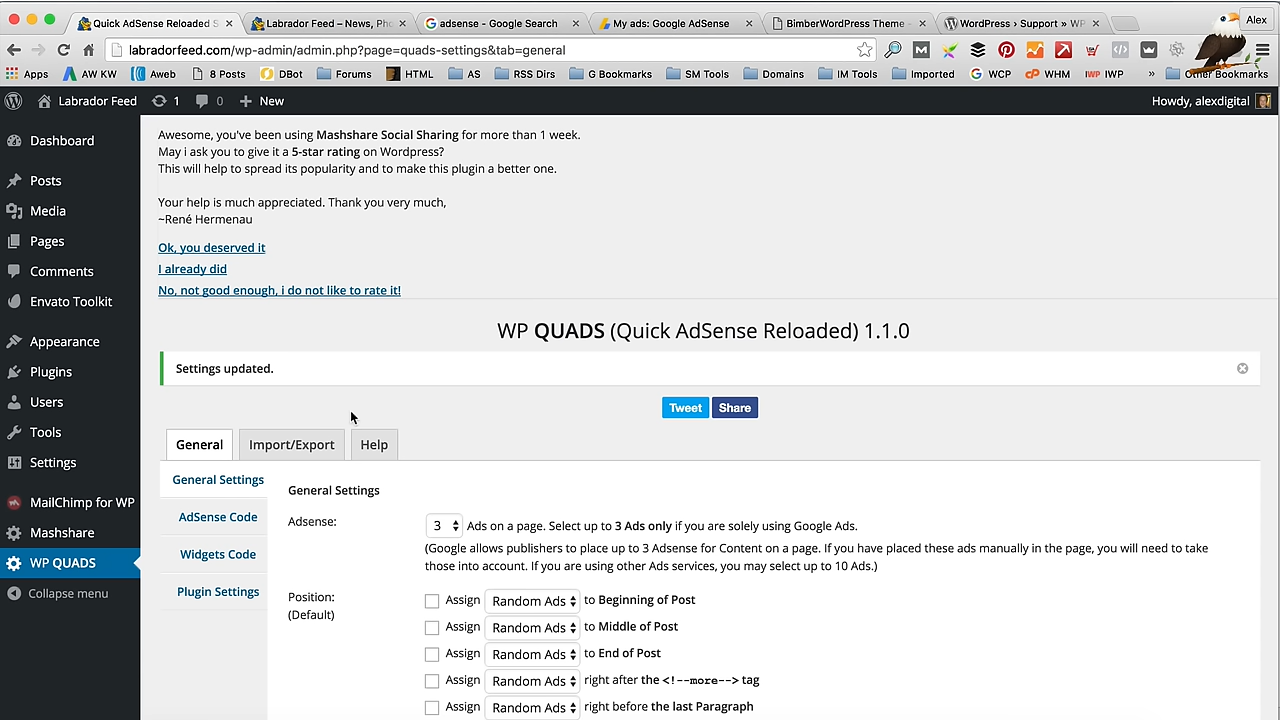 Quick AdSense Reloaded S
Labrador Feed – News, Pho
adsense - Google Search
My ads: Google AdSense
BimberWordPress Theme -
WordPress › Support » WP
Alex
labradorfeed.com/wp-admin/admin.php?page=quads-settings&tab=general
Apps
AW KW
Aweb
8 Posts
DBot
Forums
HTML
AS
RSS Dirs
G Bookmarks
SM Tools
Domains
IM Tools
Imported
WCP
WHM
IWP
»
Other Bookmarks
Labrador Feed
1
0
New
Howdy, alexdigital
Dashboard
Posts
Media
Pages
Comments
Envato Toolkit
Appearance
Plugins
Users
Tools
Settings
MailChimp for WP
Mashshare
WP QUADS
Collapse menu
Awesome, you've been using Mashshare Social Sharing for more than 1 week.
May i ask you to give it a 5-star rating on Wordpress?
This will help to spread its popularity and to make this plugin a better one.
Your help is much appreciated. Thank you very much,
~René Hermenau
Ok, you deserved it
I already did
No, not good enough, i do not like to rate it!
WP QUADS (Quick AdSense Reloaded) 1.1.0
Settings updated.
Tweet
Share
General
Import/Export
Help
General Settings
AdSense Code
Widgets Code
Plugin Settings
General Settings
Adsense:
3 Ads on a page. Select up to 3 Ads only if you are solely using Google Ads.
(Google allows publishers to place up to 3 Adsense for Content on a page. If you have placed these ads manually in the page, you will need to take
those into account. If you are using other Ads services, you may select up to 10 Ads.)
Position:
(Default)
Assign Random Ads to Beginning of Post
Assign Random Ads to Middle of Post
Assign Random Ads to End of Post
Assign Random Ads right after the <!--more--> tag
Assign Random Ads right before the last Paragraph